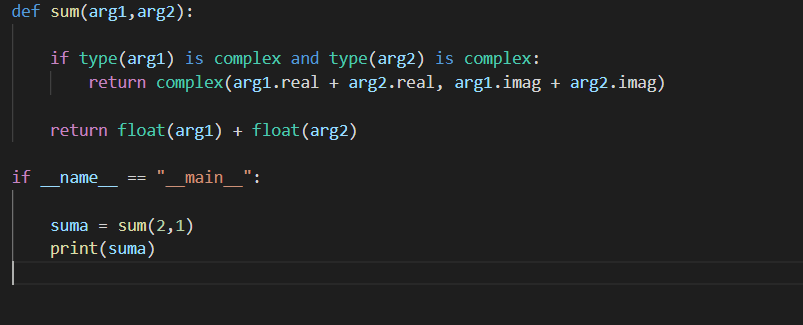 def sum(arg1,arg2):
    if type(arg1) is complex and type(arg2) is complex:
        return complex(arg1.real + arg2.real, arg1.imag + arg2.imag)
    return float(arg1) + float(arg2)
if __name__ == "__main__":
    suma = sum(2,1)
    print(suma)